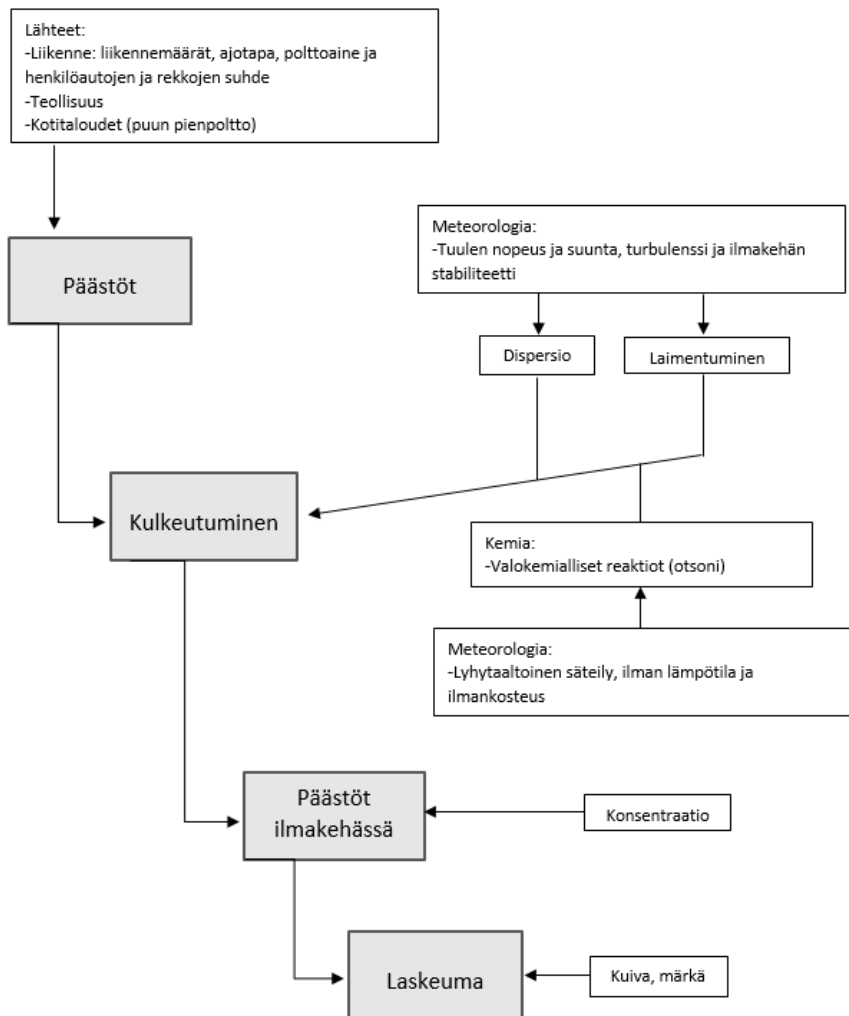 Lähteet:
-Liikenne: liikennemäärät, ajotapa, polttoaine ja
henkilöautojen ja rekkojen suhde
-Teollisuus
-Kotitaloudet (puun pienpoltto)
Päästöt
Meteorologia:
-Tuulen nopeus ja suunta, turbulenssi ja ilmakehän
stabiliteetti
Dispersio
Laimentuminen
Kulkeutuminen
Kemia:
-Valokemialliset reaktiot (otsoni)
Meteorologia:
-Lyhytaaltoinen säteily, ilman lämpötila ja
ilmankosteus
Päästöt
ilmakehässä
Konsentraatio
Laskeuma
Kuiva, märkä